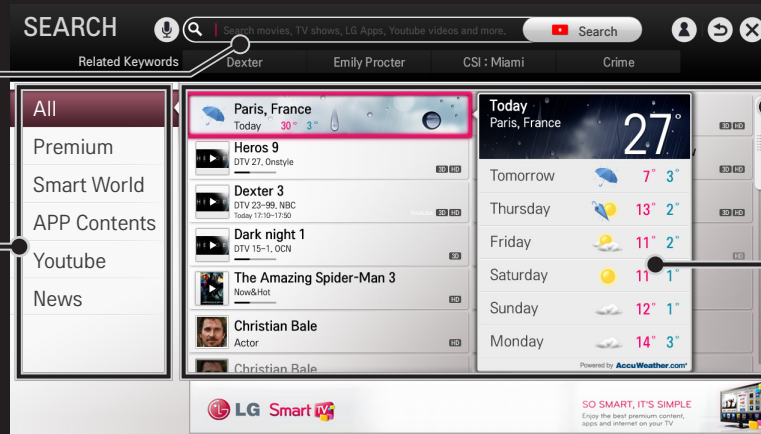 SEARCH
Search movies, TV shows, LG Apps, Youtube videos and more.
Search
Related Keywords
Dexter
Emily Procter
CSI : Miami
Crime
All
Premium
Smart World
APP Contents
Youtube
News
Paris, France
Today 30° 3°
Heros 9
DTV 27, Onstyle
3D HD
Dexter 3
DTV 23-99, NBC
Today 17:10~17:50
3D HD
Dark night 1
DTV 15-1, OCN
3D
The Amazing Spider-Man 3
Now&Hot
HD
Christian Bale
Actor
HD
Christian Bale
Today
Paris, France
27°
Tomorrow 7° 3°
Thursday 13° 2°
Friday 11° 2°
Saturday 11° 1°
Sunday 12° 1°
Monday 14° 3°
Powered by AccuWeather.com®
3D HD
3D HD
3D HD
HD
LG Smart TV
SO SMART, IT'S SIMPLE
Enjoy the best premium content,
apps and internet on your TV